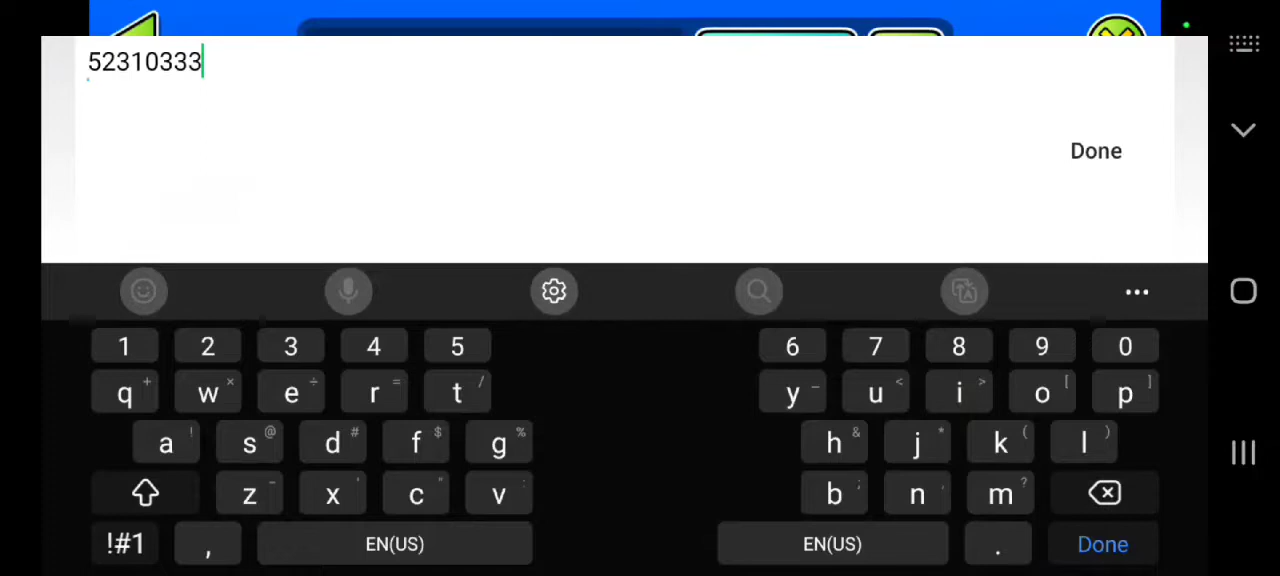 52310333
Done
1 2 3 4 5 6 7 8 9 0
q + w × e ÷ r = t / y _ u < i > o [ p ]
a ! s @ d # f $ g % h & j * k ( l )
z - x ' c " v : b ; n , m ?
!#1 , EN(US) EN(US) . Done